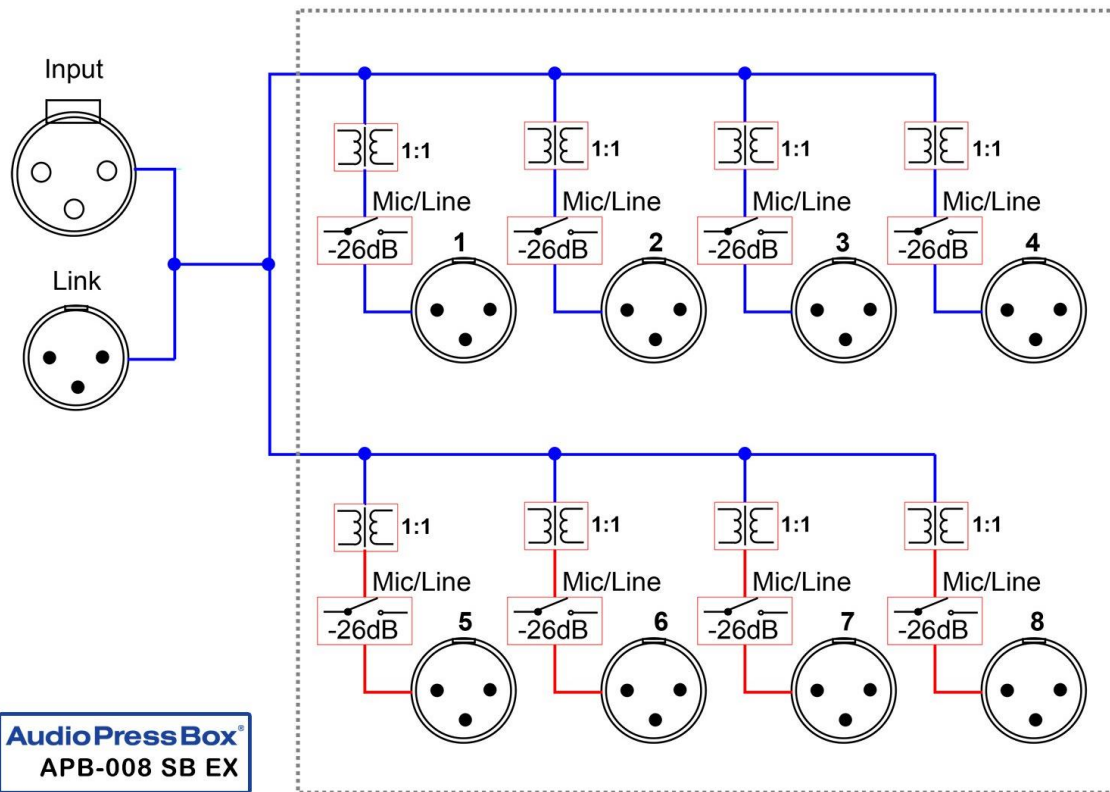 Input
Link
1:1
1:1
1:1
1:1
Mic/Line
Mic/Line
Mic/Line
Mic/Line
-26dB
-26dB
-26dB
-26dB
1
2
3
4
1:1
1:1
1:1
1:1
Mic/Line
Mic/Line
Mic/Line
Mic/Line
-26dB
-26dB
-26dB
-26dB
5
6
7
8
AudioPressBox®
APB-008 SB EX